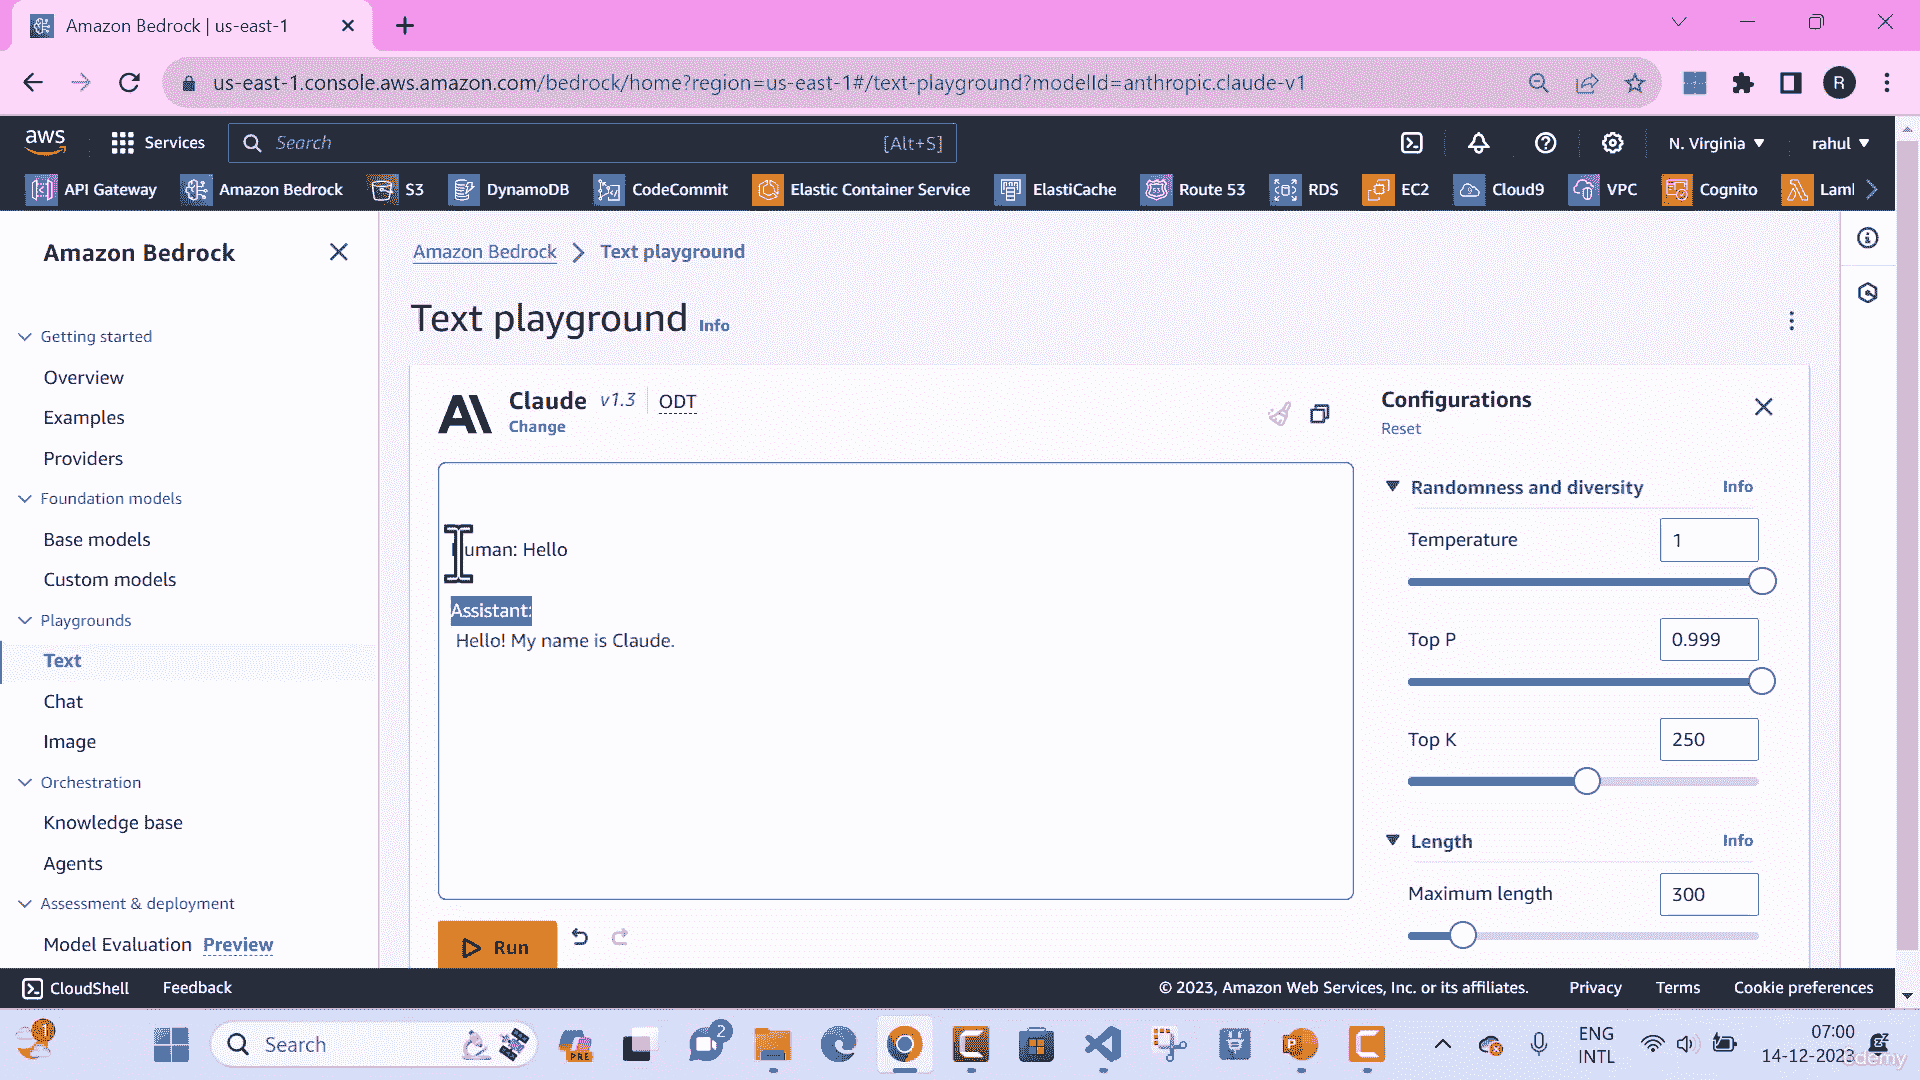 Amazon Bedrock | us-east-1
us-east-1.console.aws.amazon.com/bedrock/home?region=us-east-1#/text-playground?modelId=anthropic.claude-v1
R
aws
Services
Search
[Alt+S]
N. Virginia
rahul
API Gateway
Amazon Bedrock
S3
DynamoDB
CodeCommit
Elastic Container Service
ElastiCache
Route 53
RDS
EC2
Cloud9
VPC
Cognito
Laml
Amazon Bedrock
Getting started
Overview
Examples
Providers
Foundation models
Base models
Custom models
Playgrounds
Text
Chat
Image
Orchestration
Knowledge base
Agents
Assessment & deployment
Model Evaluation Preview
Amazon Bedrock
Text playground
Text playground Info
Claude v1.3 ODT
Change
Human: Hello
Assistant:
Hello! My name is Claude.
Run
Configurations
Reset
Randomness and diversity Info
Temperature 1
Top P 0.999
Top K 250
Length Info
Maximum length 300
CloudShell
Feedback
© 2023, Amazon Web Services, Inc. or its affiliates.
Privacy
Terms
Cookie preferences
1
Search
PRE
2
ENG
INTL
07:00
14-12-2023
udemy